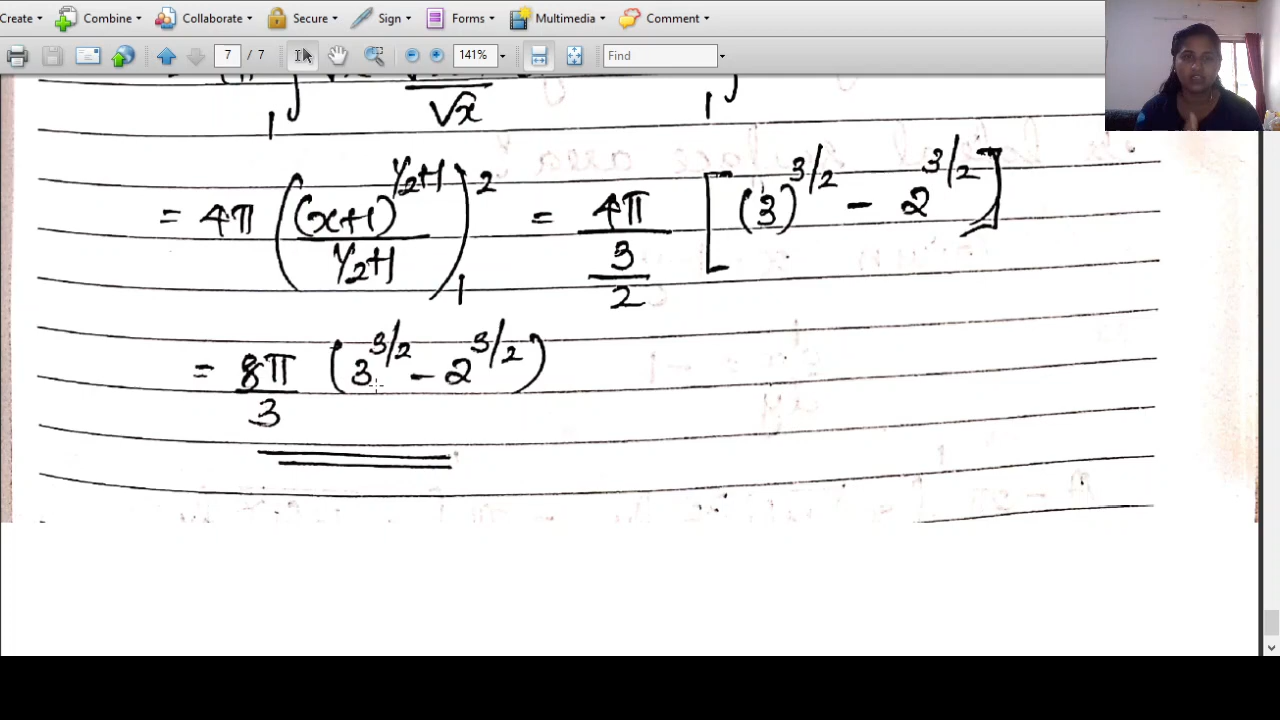 Create Combine Collaborate Secure Sign Forms Multimedia Comment
7 / 7 141% Find
1 √x 1
= 4π ((x+1)^{1/2+1} / 1/2+1)_1^2 = 4π / 3/2 [(3)^{3/2} - 2^{3/2}]
= 8π/3 (3^{3/2} - 2^{3/2})